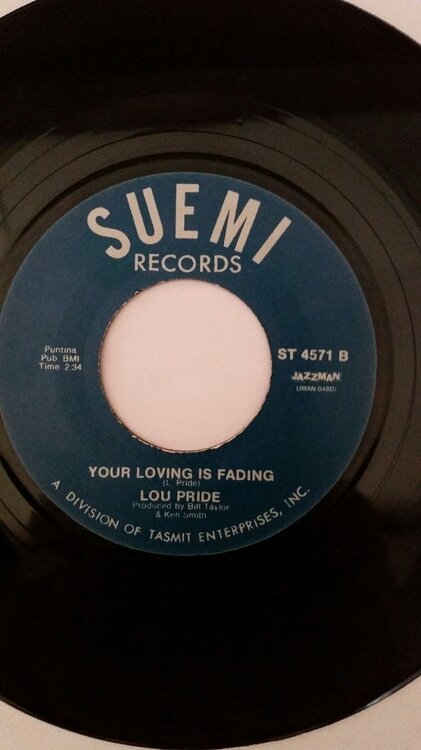 SUEMI
RECORDS
Puntina
Pub BMI
Time 2:34
ST 4571 B
JAZZMAN
(JMAN 048D)
YOUR LOVING IS FADING
(L. Pride)
LOU PRIDE
Produced by Bill Taylor
& Ken Smith
A DIVISION OF TASMIT ENTERPRISES, INC.